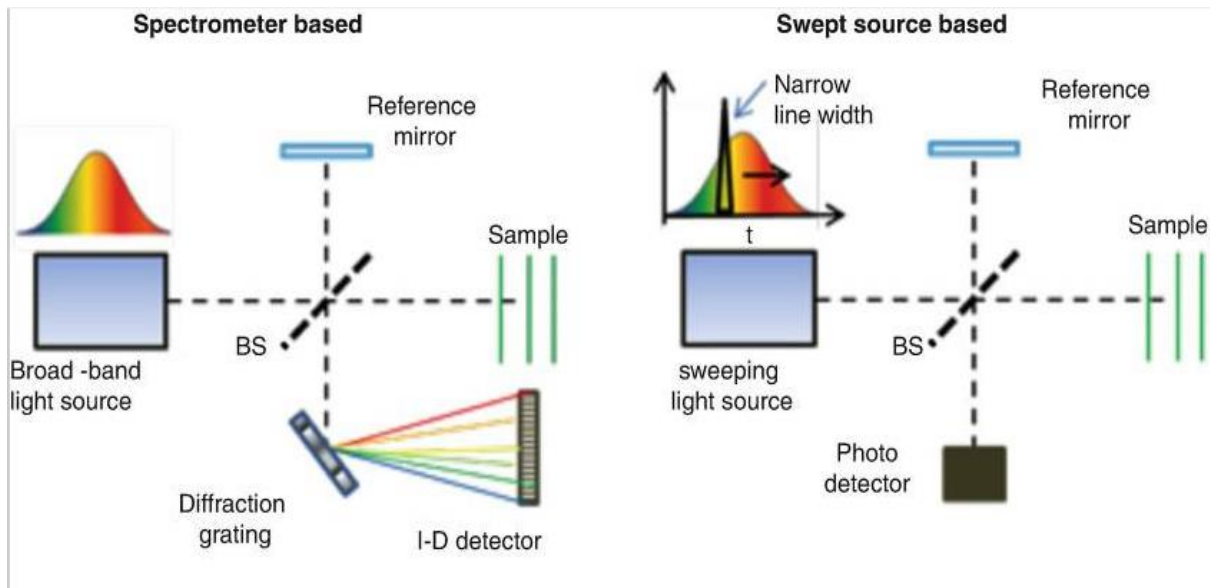 Spectrometer based
Reference
mirror
Sample
BS
Broad -band
light source
Diffraction
grating
I-D detector
Swept source based
Narrow
line width
t
Reference
mirror
Sample
BS
sweeping
light source
Photo
detector